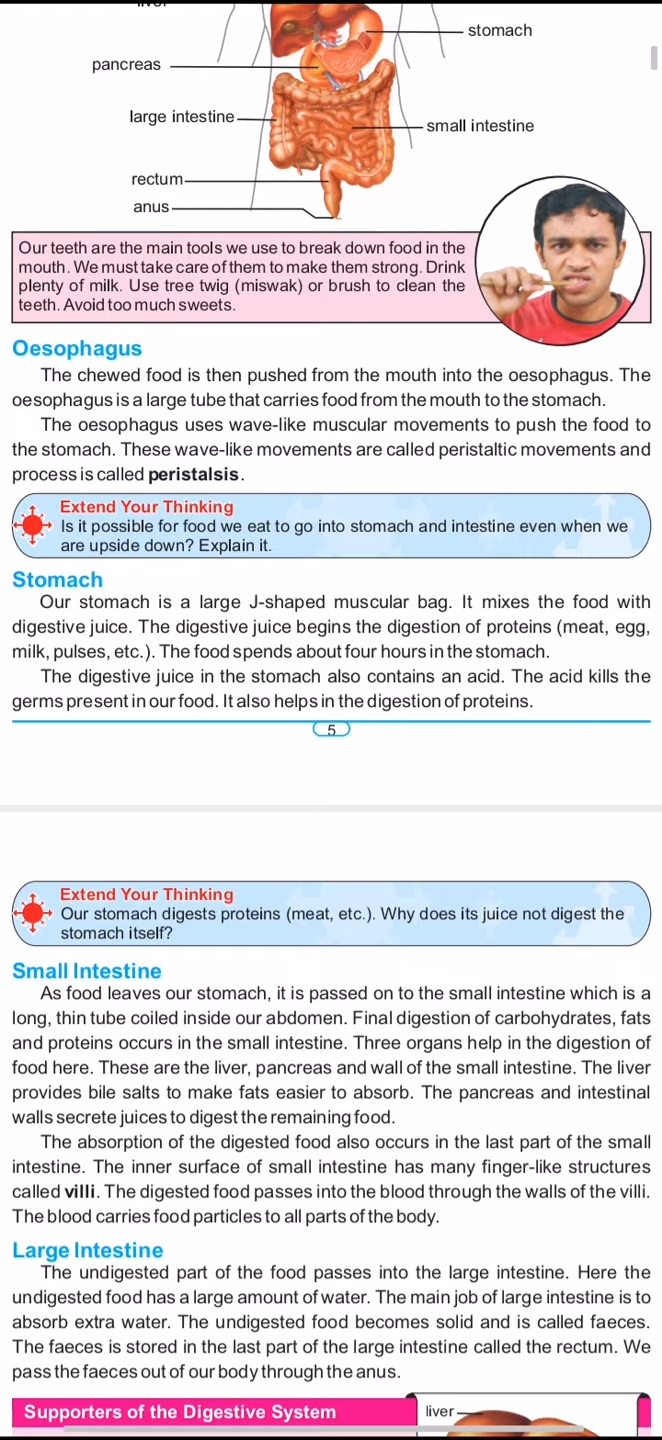 liver
stomach
pancreas
large intestine
small intestine
rectum
anus
Our teeth are the main tools we use to break down food in the
mouth. We must take care of them to make them strong. Drink
plenty of milk. Use tree twig (miswak) or brush to clean the
teeth. Avoid too much sweets.
Oesophagus
The chewed food is then pushed from the mouth into the oesophagus. The
oesophagus is a large tube that carries food from the mouth to the stomach.
The oesophagus uses wave-like muscular movements to push the food to
the stomach. These wave-like movements are called peristaltic movements and
process is called peristalsis.
Extend Your Thinking
Is it possible for food we eat to go into stomach and intestine even when we
are upside down? Explain it.
Stomach
Our stomach is a large J-shaped muscular bag. It mixes the food with
digestive juice. The digestive juice begins the digestion of proteins (meat, egg,
milk, pulses, etc.). The food spends about four hours in the stomach.
The digestive juice in the stomach also contains an acid. The acid kills the
germs present in our food. It also helps in the digestion of proteins.
5
Extend Your Thinking
Our stomach digests proteins (meat, etc.). Why does its juice not digest the
stomach itself?
Small Intestine
As food leaves our stomach, it is passed on to the small intestine which is a
long, thin tube coiled inside our abdomen. Final digestion of carbohydrates, fats
and proteins occurs in the small intestine. Three organs help in the digestion of
food here. These are the liver, pancreas and wall of the small intestine. The liver
provides bile salts to make fats easier to absorb. The pancreas and intestinal
walls secrete juices to digest the remaining food.
The absorption of the digested food also occurs in the last part of the small
intestine. The inner surface of small intestine has many finger-like structures
called villi. The digested food passes into the blood through the walls of the villi.
The blood carries food particles to all parts of the body.
Large Intestine
The undigested part of the food passes into the large intestine. Here the
undigested food has a large amount of water. The main job of large intestine is to
absorb extra water. The undigested food becomes solid and is called faeces.
The faeces is stored in the last part of the large intestine called the rectum. We
pass the faeces out of our body through the anus.
Supporters of the Digestive System
liver